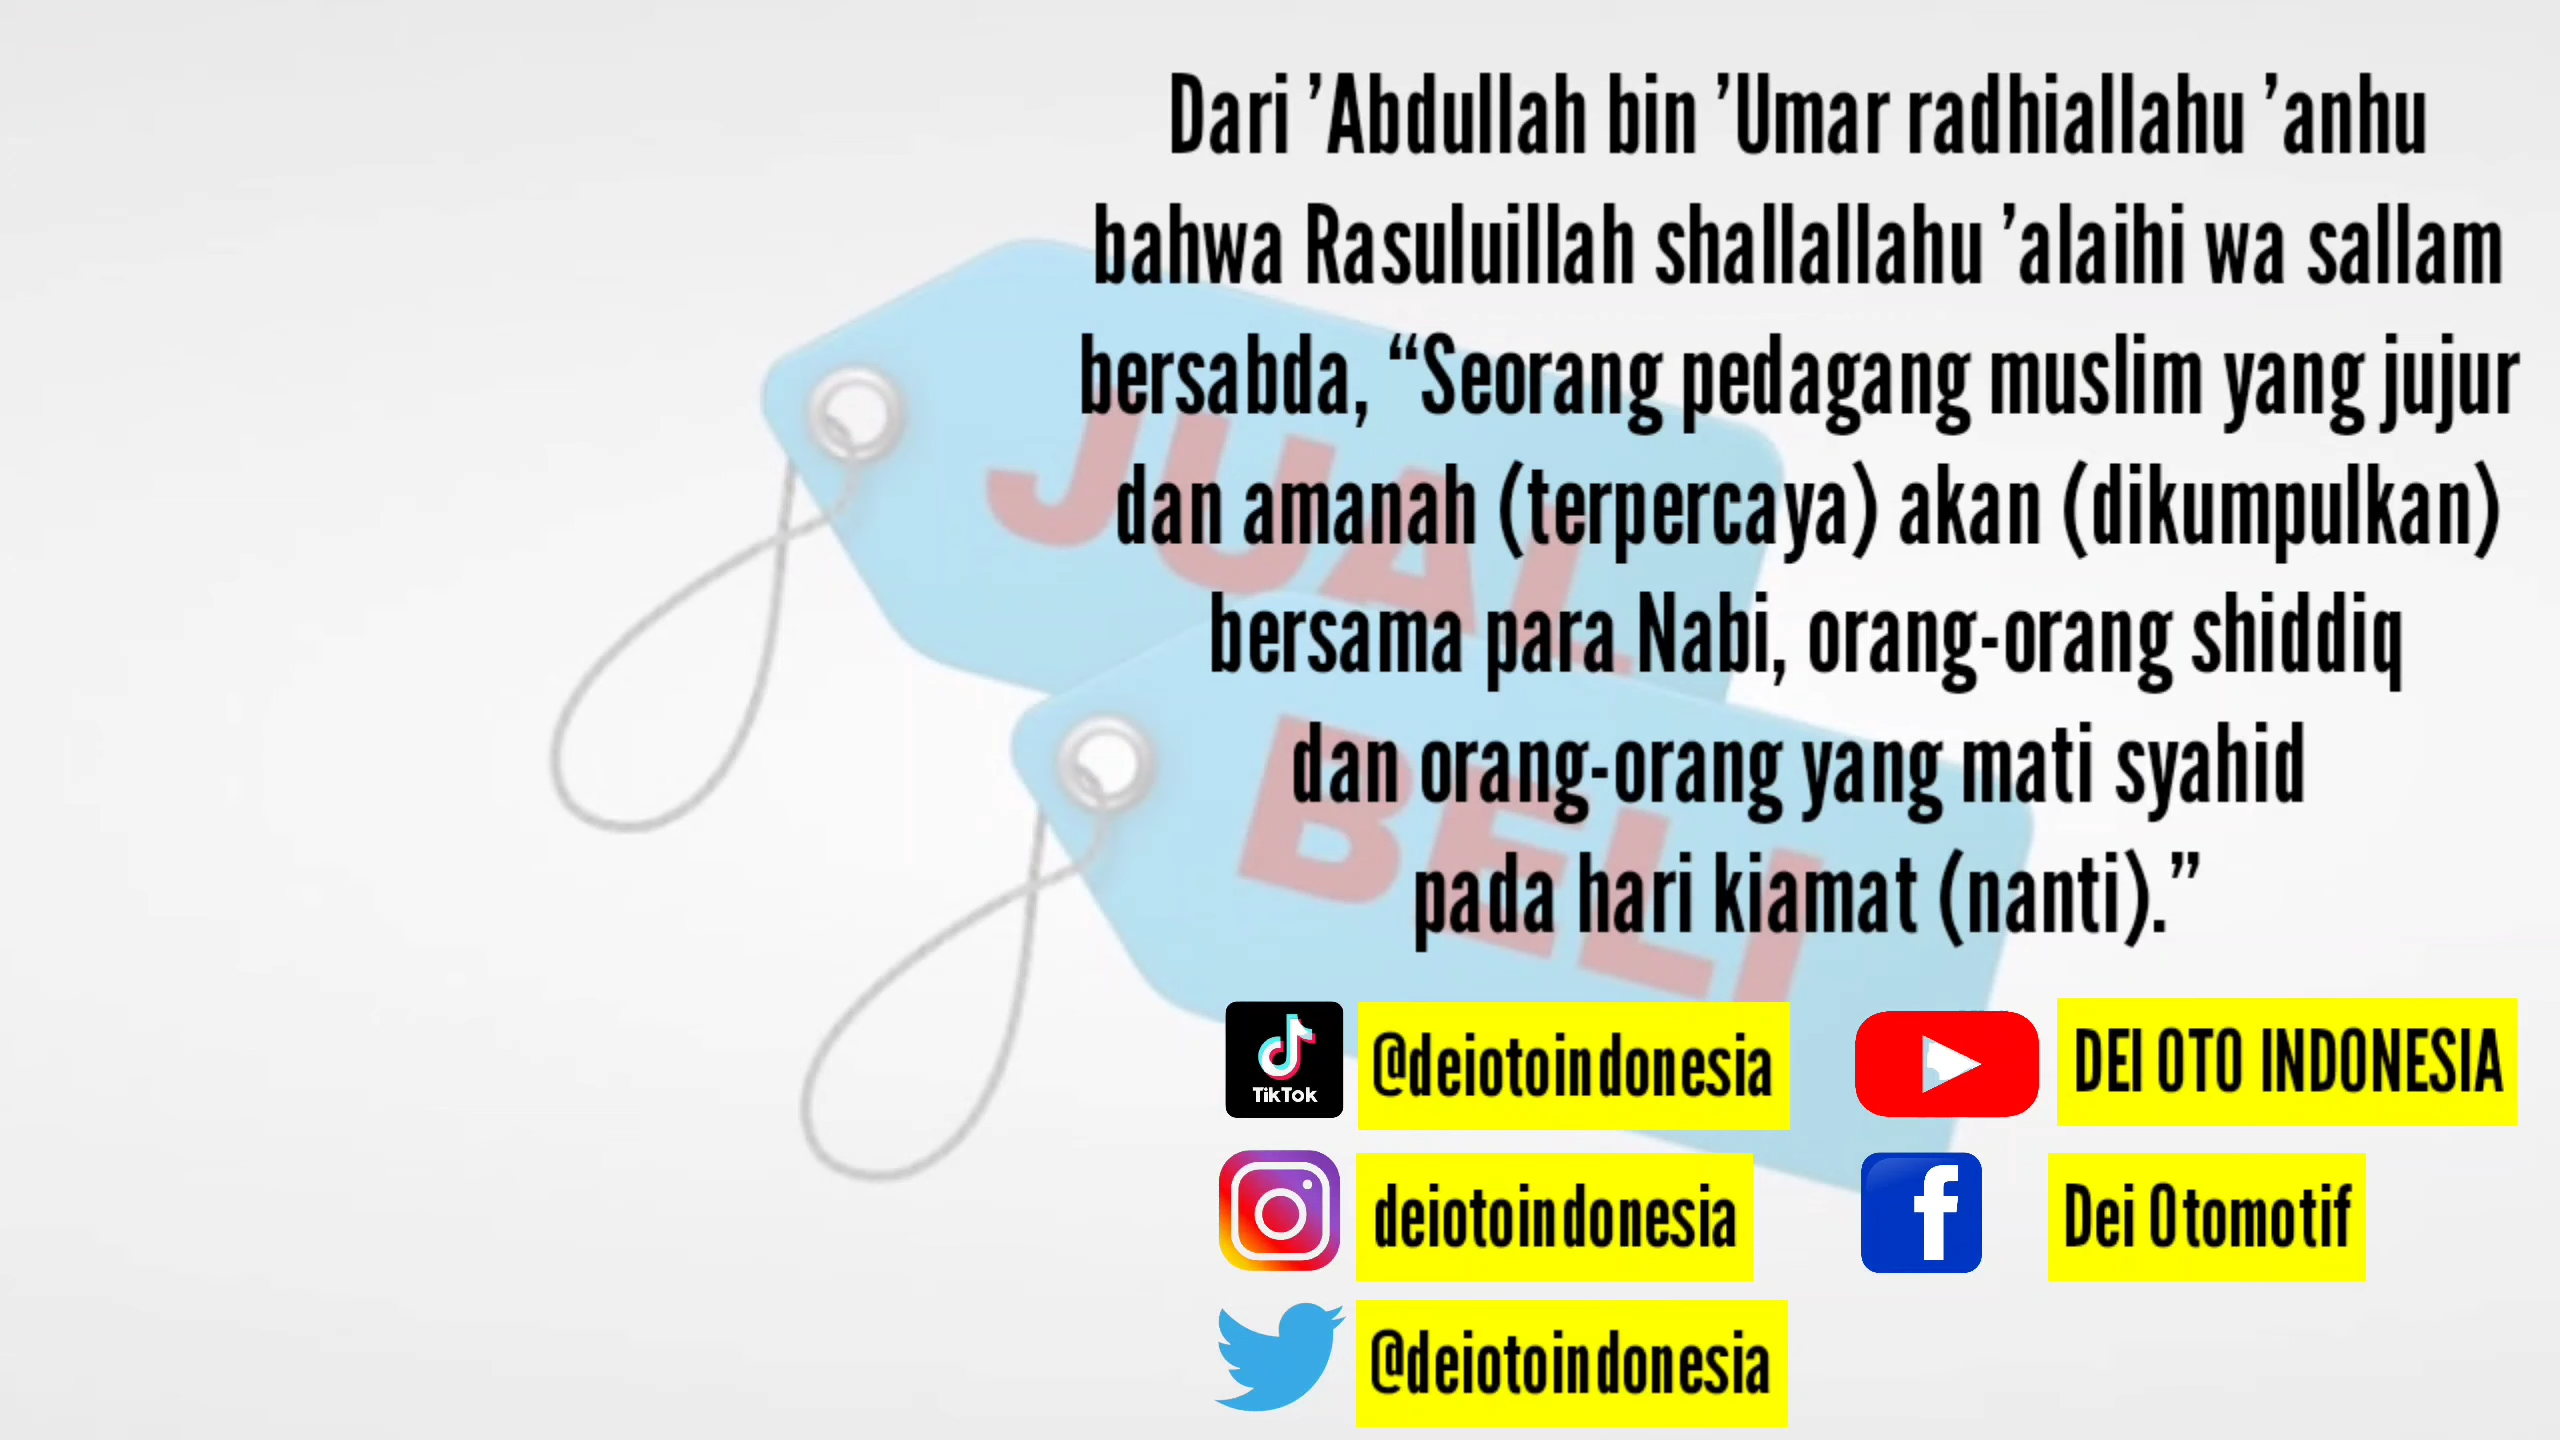 Dari ’Abdullah bin ’Umar radhiallahu ’anhu
bahwa Rasuluillah shallallahu ’alaihi wa sallam
bersabda, “Seorang pedagang muslim yang jujur
dan amanah (terpercaya) akan (dikumpulkan)
bersama para Nabi, orang-orang shiddiq
dan orang-orang yang mati syahid
pada hari kiamat (nanti).”
JUAL
BELI
TikTok @deiotoindonesia
DEI OTO INDONESIA
deiotoindonesia
Dei Otomotif
@deiotoindonesia